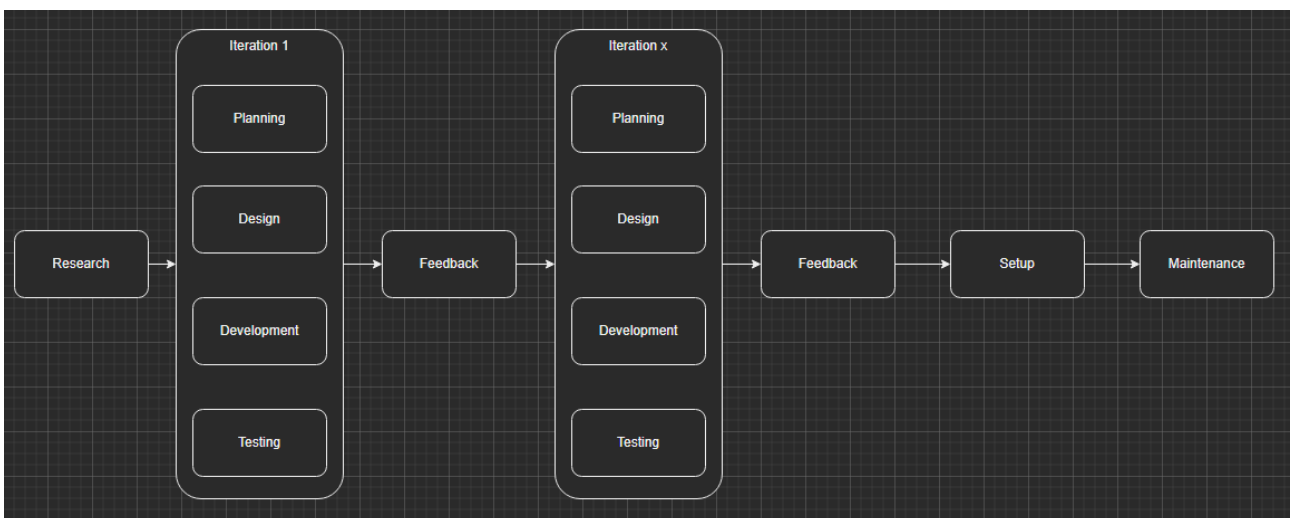 Research
Iteration 1
Planning
Design
Development
Testing
Feedback
Iteration x
Planning
Design
Development
Testing
Feedback
Setup
Maintenance